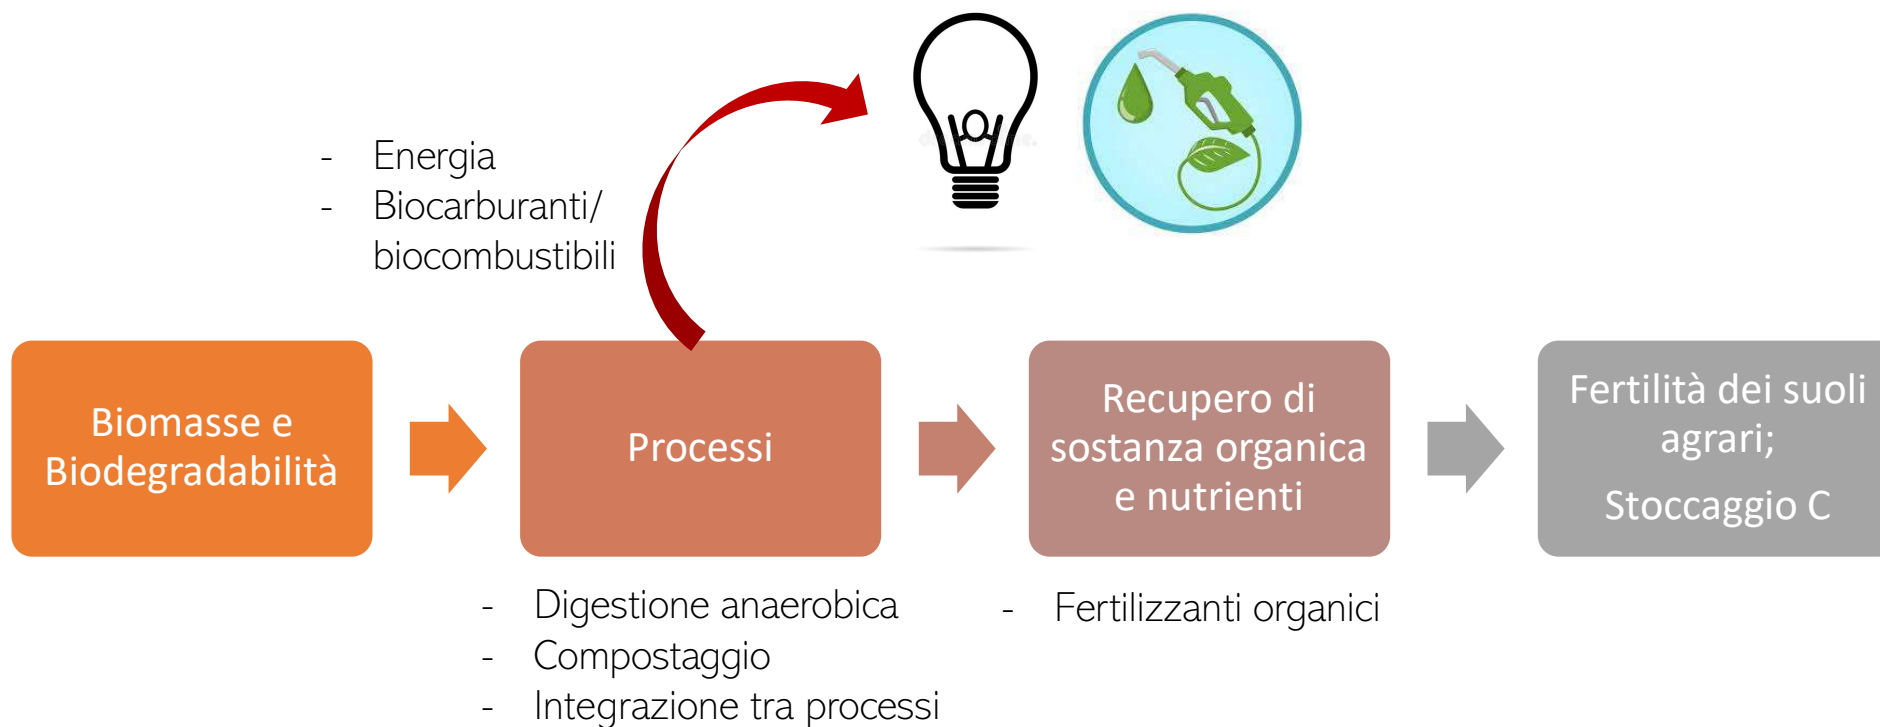 - Energia
- Biocarburanti/
biocombustibili
Biomasse e
Biodegradabilità
Processi
Recupero di
sostanza organica
e nutrienti
Fertilità dei suoli
agrari;
Stoccaggio C
- Digestione anaerobica
- Compostaggio
- Integrazione tra processi
- Fertilizzanti organici